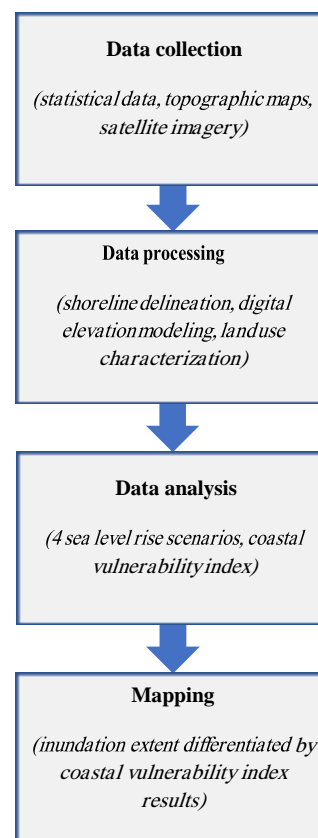 Data collection
(statistical data, topographic maps,
satellite imagery)
Data processing
(shoreline delineation, digital
elevation modeling, land use
characterization)
Data analysis
(4 sea level rise scenarios, coastal
vulnerability index)
Mapping
(inundation extent differentiated by
coastal vulnerability index
results)